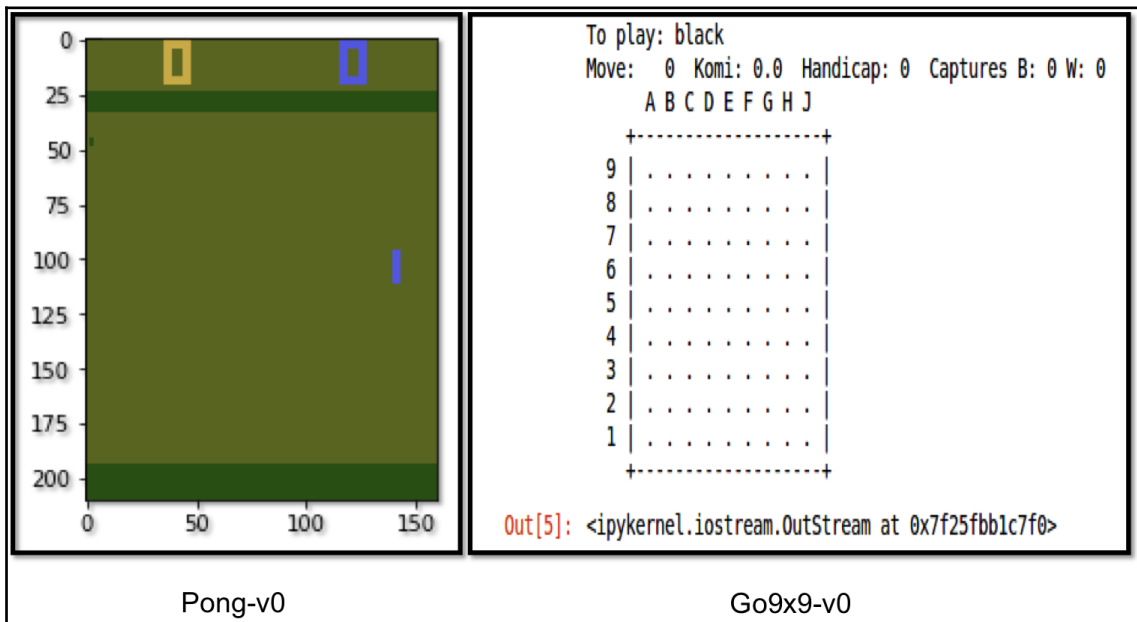 0
25
50
75
100
125
150
175
200
0 50 100 150
To play: black
Move: 0 Komi: 0.0 Handicap: 0 Captures B: 0 W: 0
A B C D E F G H J
+-------------------+
9 | . . . . . . . . . |
8 | . . . . . . . . . |
7 | . . . . . . . . . |
6 | . . . . . . . . . |
5 | . . . . . . . . . |
4 | . . . . . . . . . |
3 | . . . . . . . . . |
2 | . . . . . . . . . |
1 | . . . . . . . . . |
+-------------------+
Out[5]: <ipykernel.iostream.OutStream at 0x7f25fbb1c7f0>
Pong-v0
Go9x9-v0